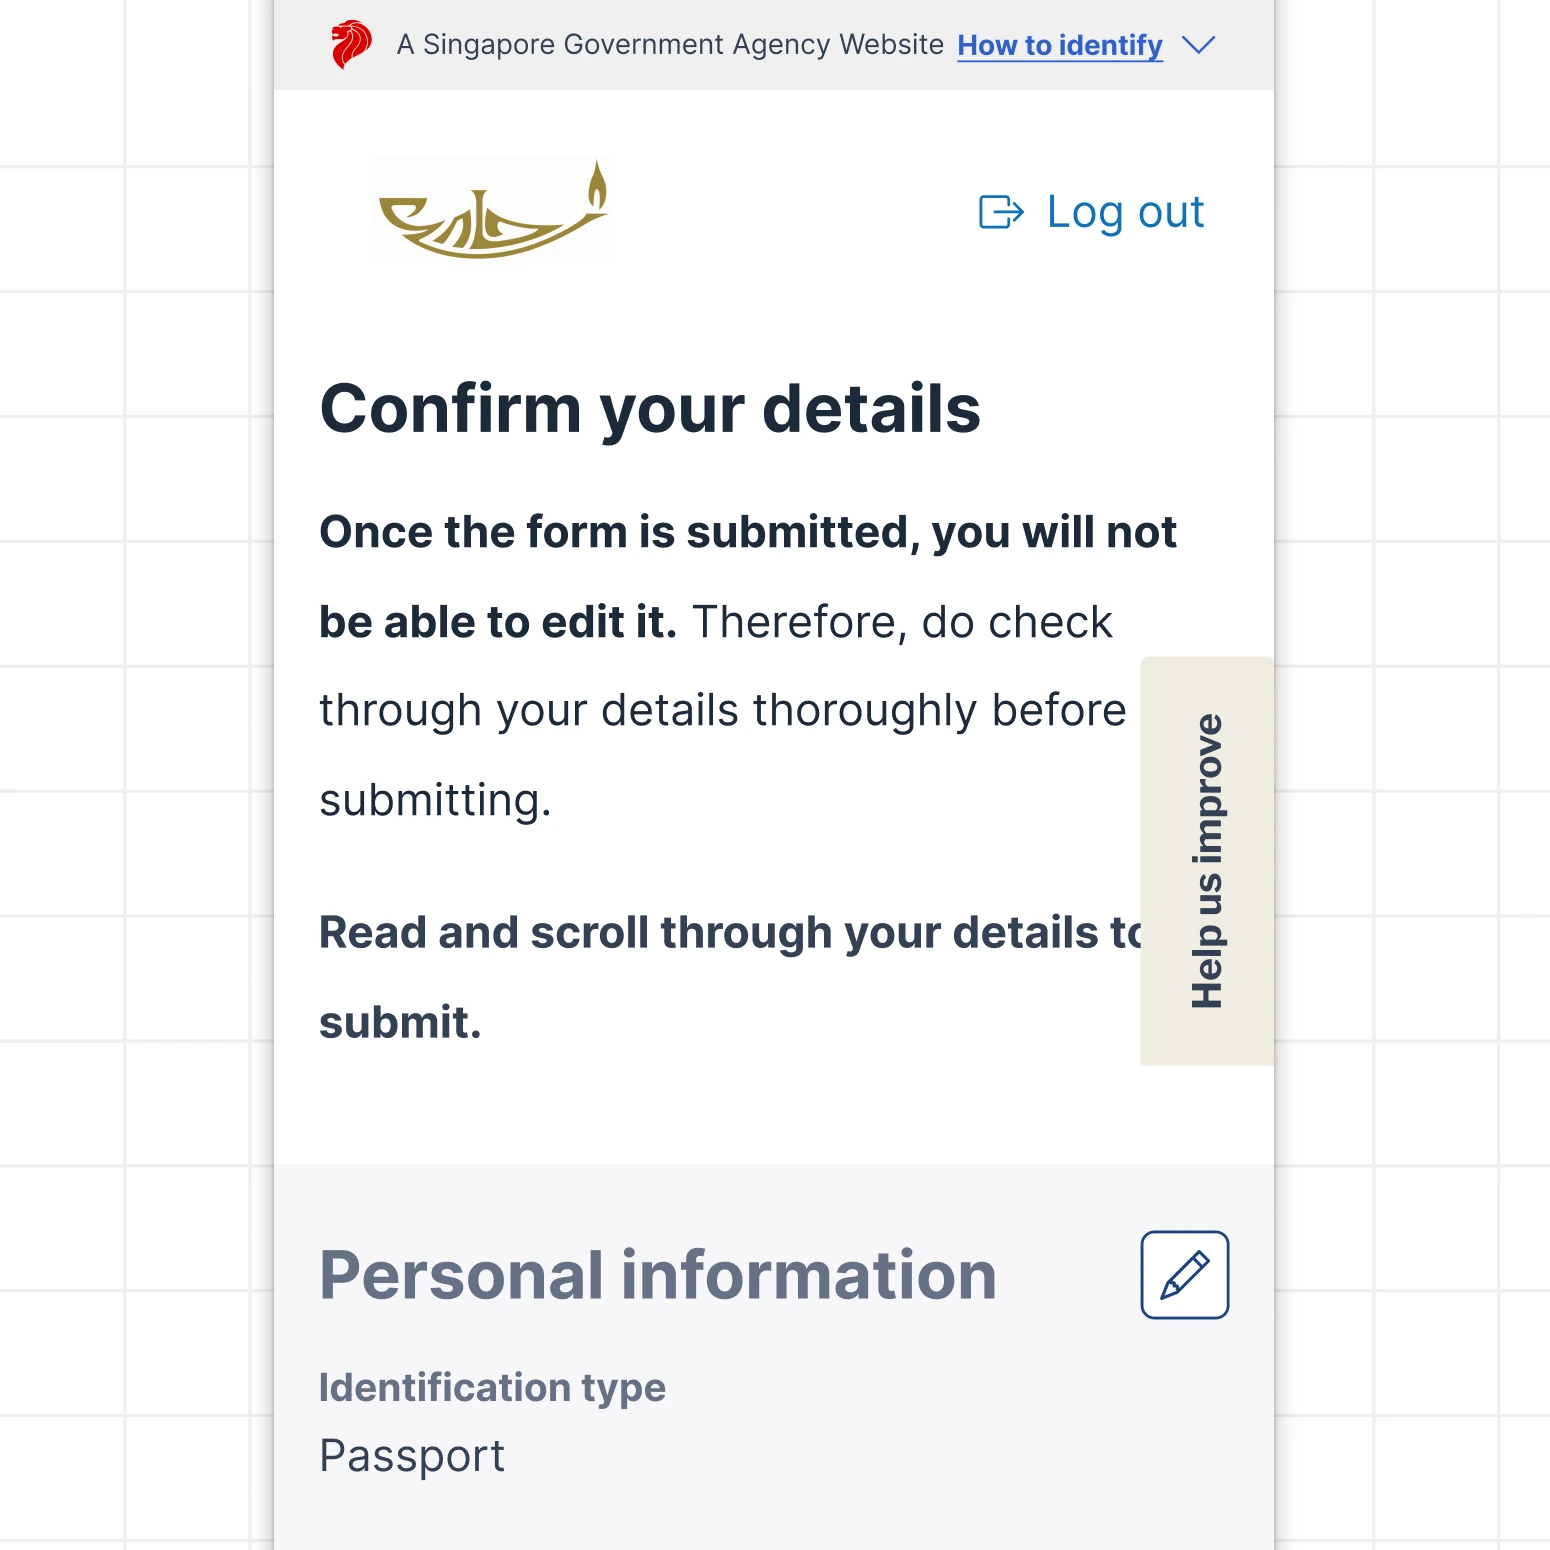 A Singapore Government Agency Website How to identify
Log out
Confirm your details
Once the form is submitted, you will not
be able to edit it. Therefore, do check
through your details thoroughly before
submitting.
Help us improve
Read and scroll through your details to
submit.
Personal information
Identification type
Passport